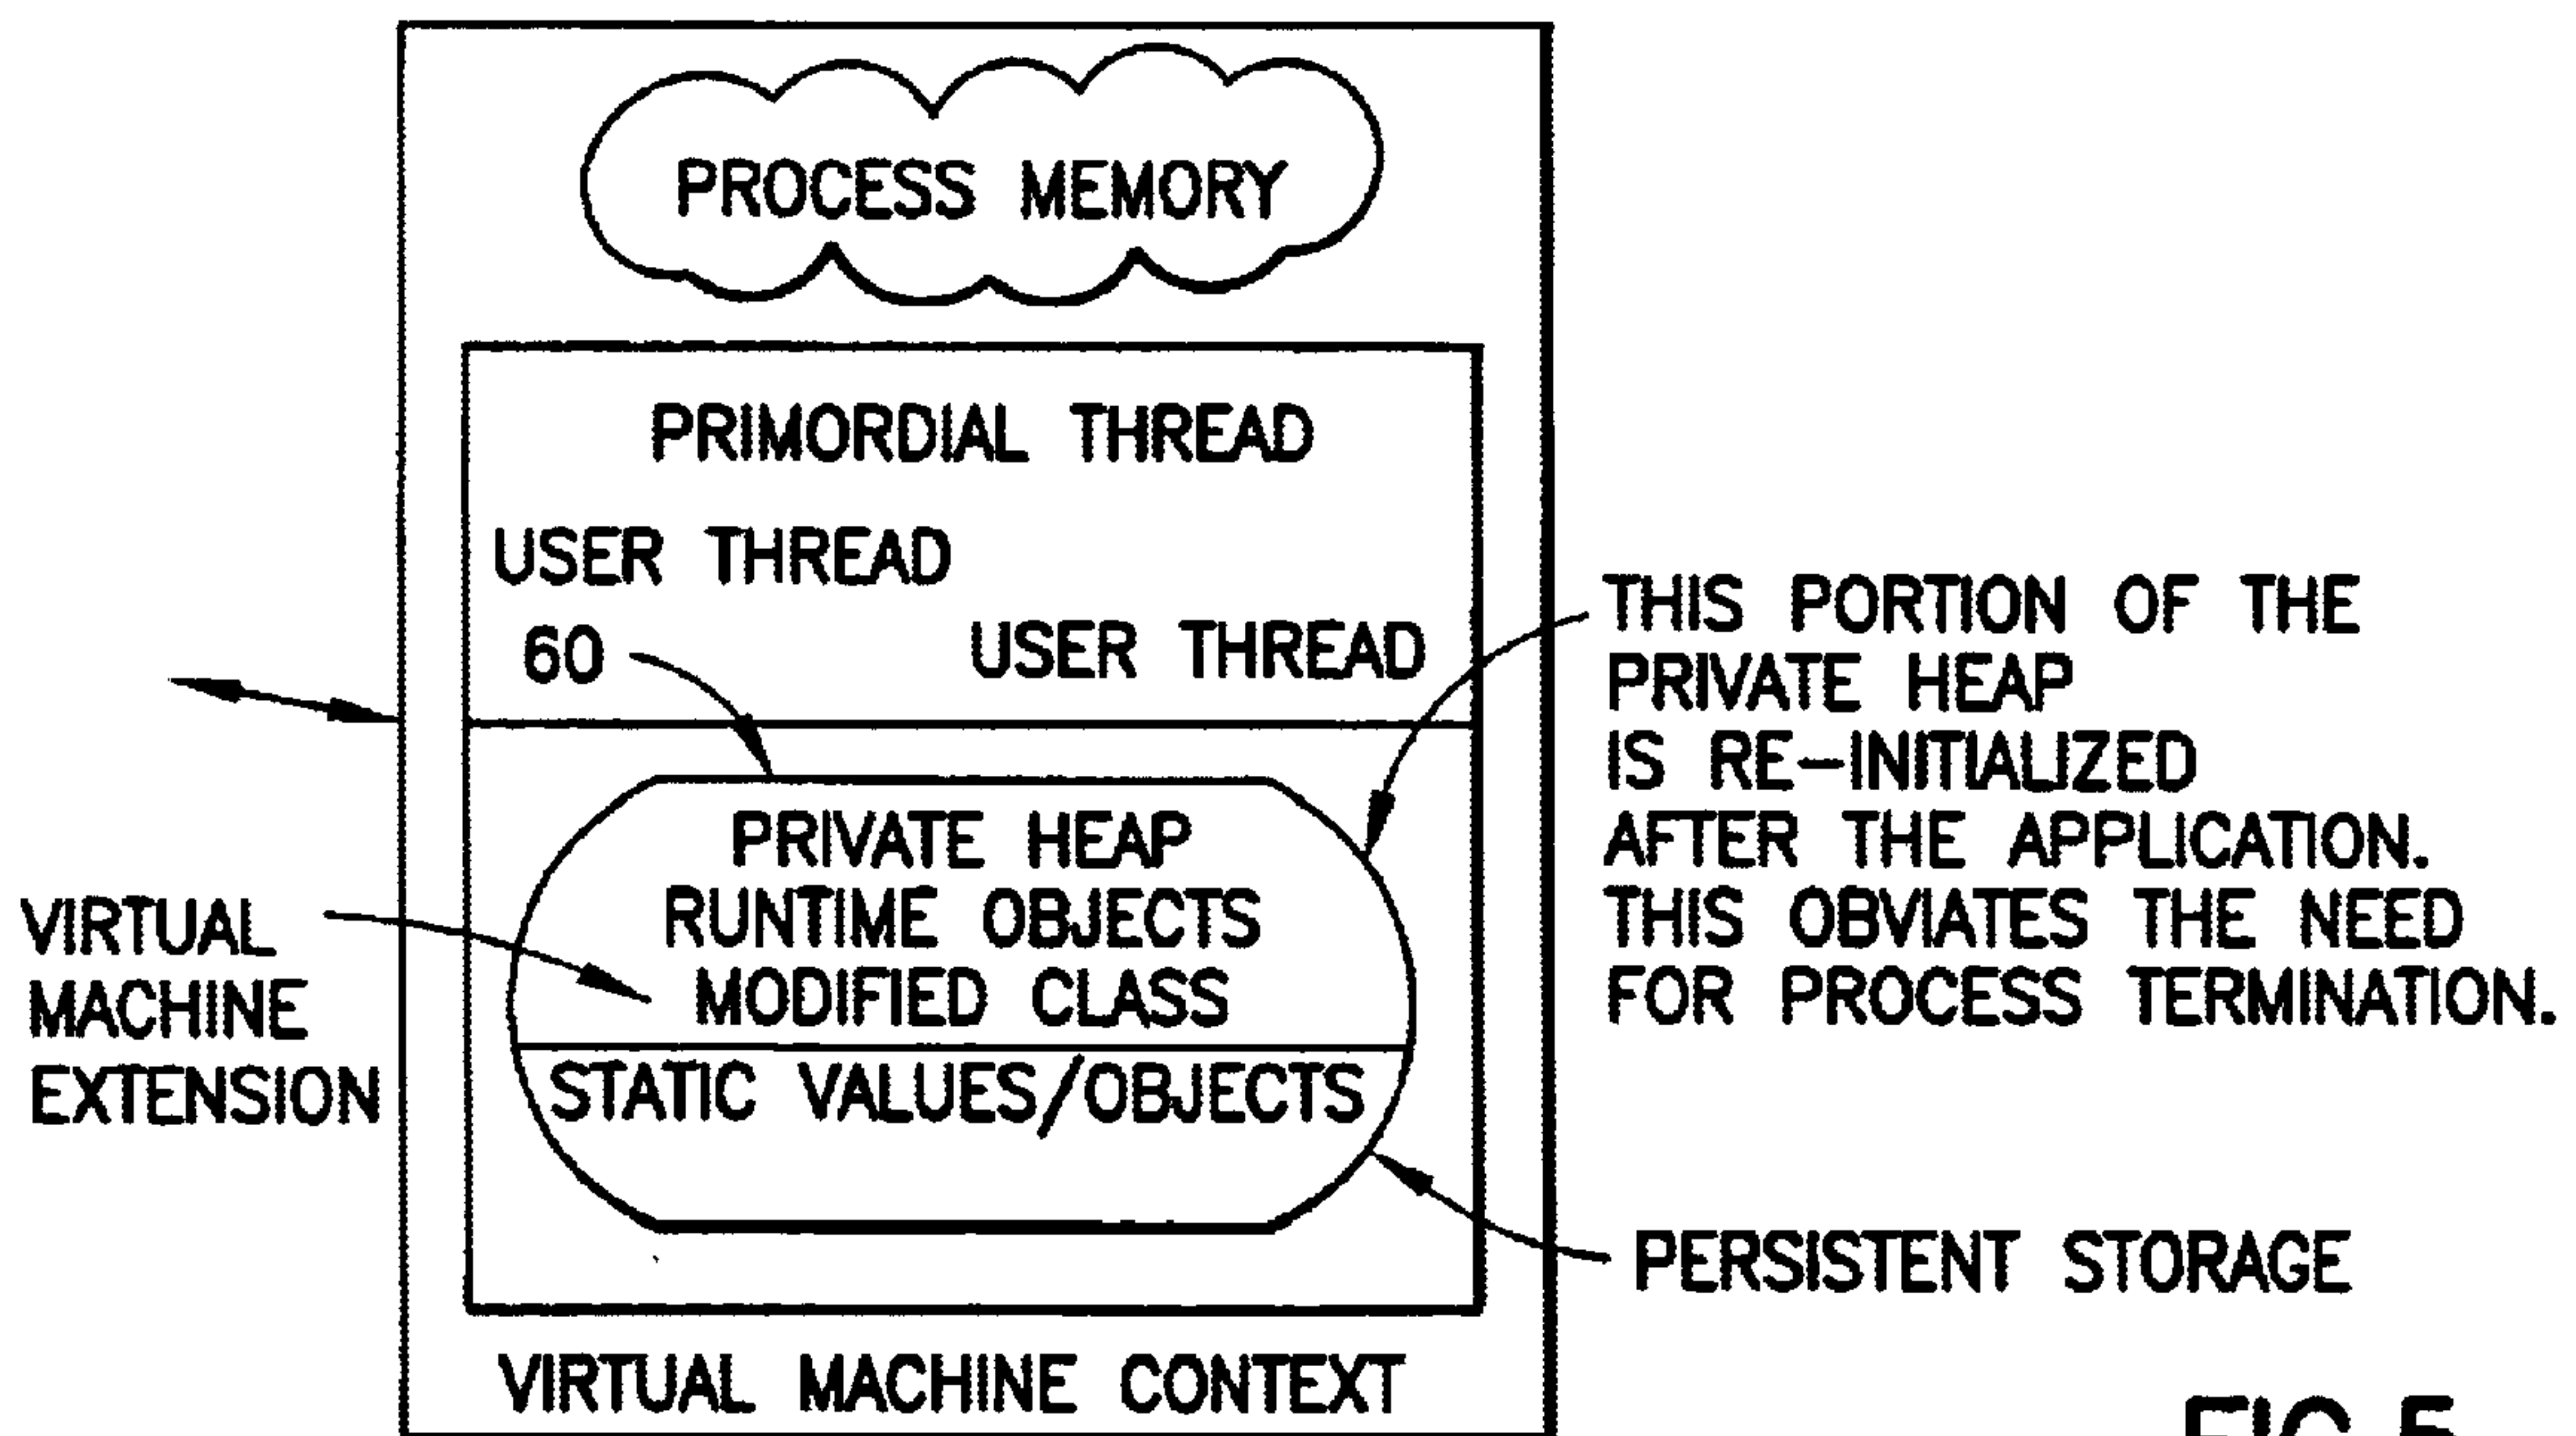 PROCESS MEMORY
PRIMORDIAL THREAD
USER THREAD
60
USER THREAD
THIS PORTION OF THE
PRIVATE HEAP
IS RE-INITIALIZED
AFTER THE APPLICATION.
THIS OBVIATES THE NEED
FOR PROCESS TERMINATION.
PRIVATE HEAP
RUNTIME OBJECTS
MODIFIED CLASS
VIRTUAL
MACHINE
EXTENSION
STATIC VALUES/OBJECTS
PERSISTENT STORAGE
VIRTUAL MACHINE CONTEXT
FIG. 5